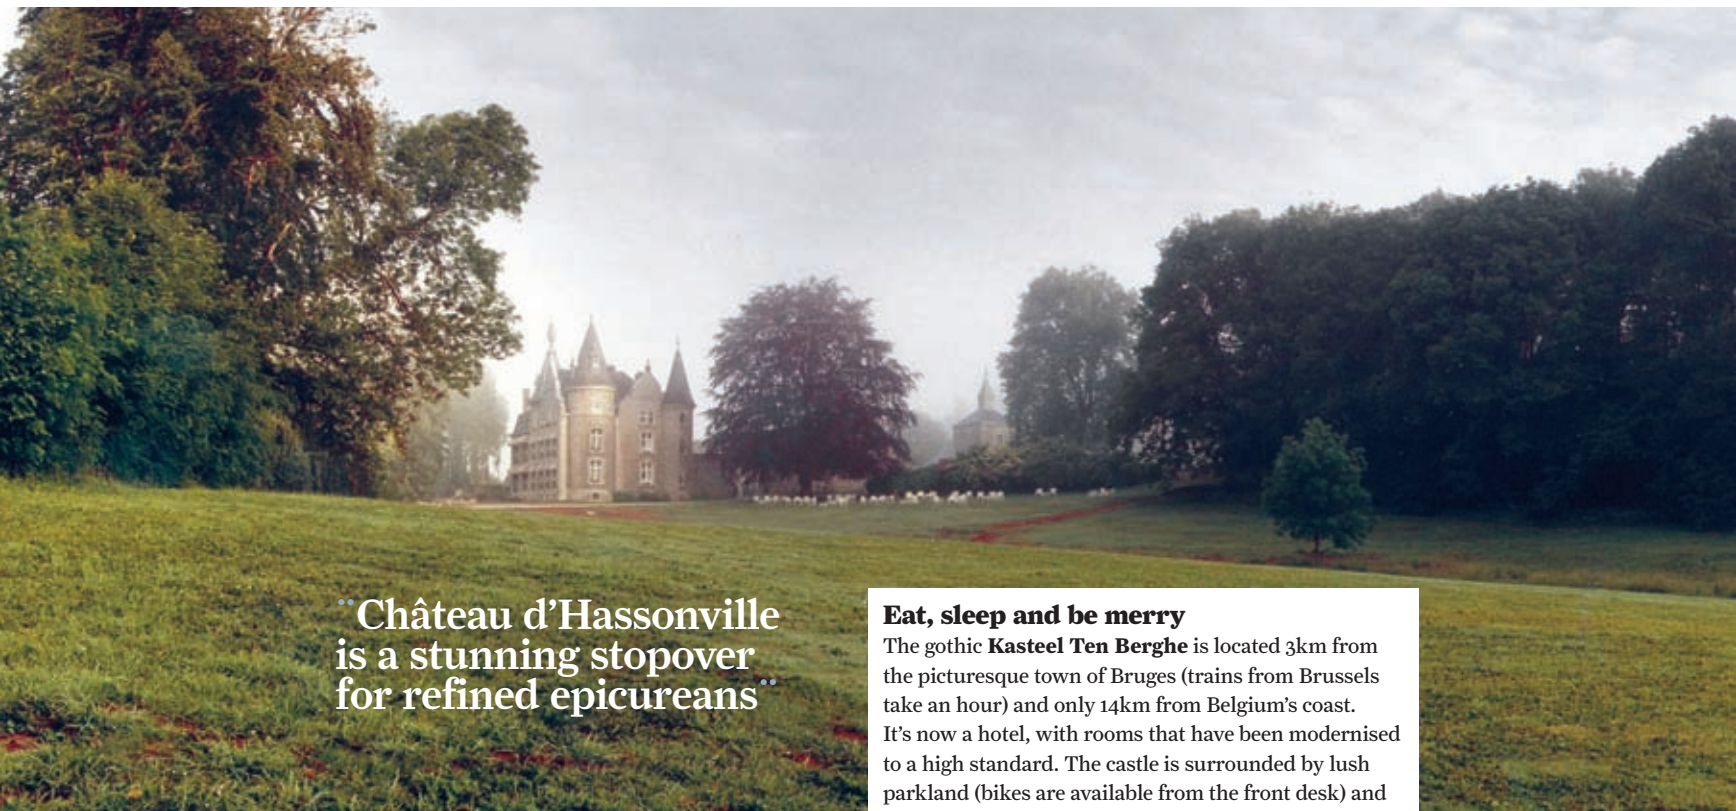 "Château d’Hassonville
is a stunning stopover
for refined epicureans"
Eat, sleep and be merry
The gothic Kasteel Ten Berghe is located 3km from
the picturesque town of Bruges (trains from Brussels
take an hour) and only 14km from Belgium’s coast.
It’s now a hotel, with rooms that have been modernised
to a high standard. The castle is surrounded by lush
parkland (bikes are available from the front desk) and